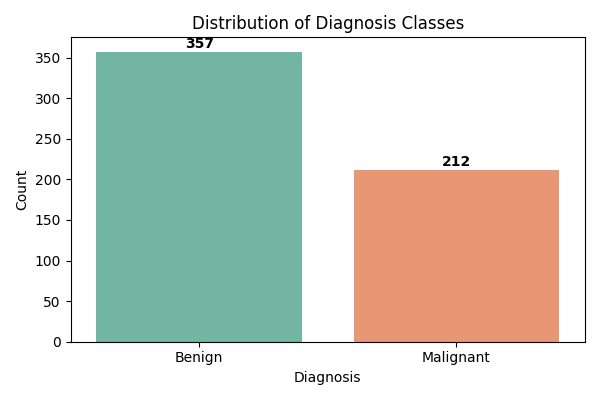 Distribution of Diagnosis Classes
357
212
350
300
250
200
150
100
50
0
Count
Benign
Malignant
Diagnosis